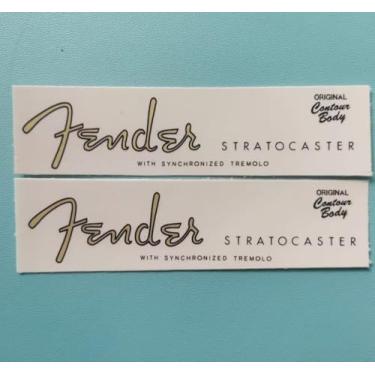 ORIGINAL
Contour
Body
Fender STRATOCASTER
WITH SYNCHRONIZED TREMOLO
ORIGINAL
Contour
Body
Fender STRATOCASTER
WITH SYNCHRONIZED TREMOLO